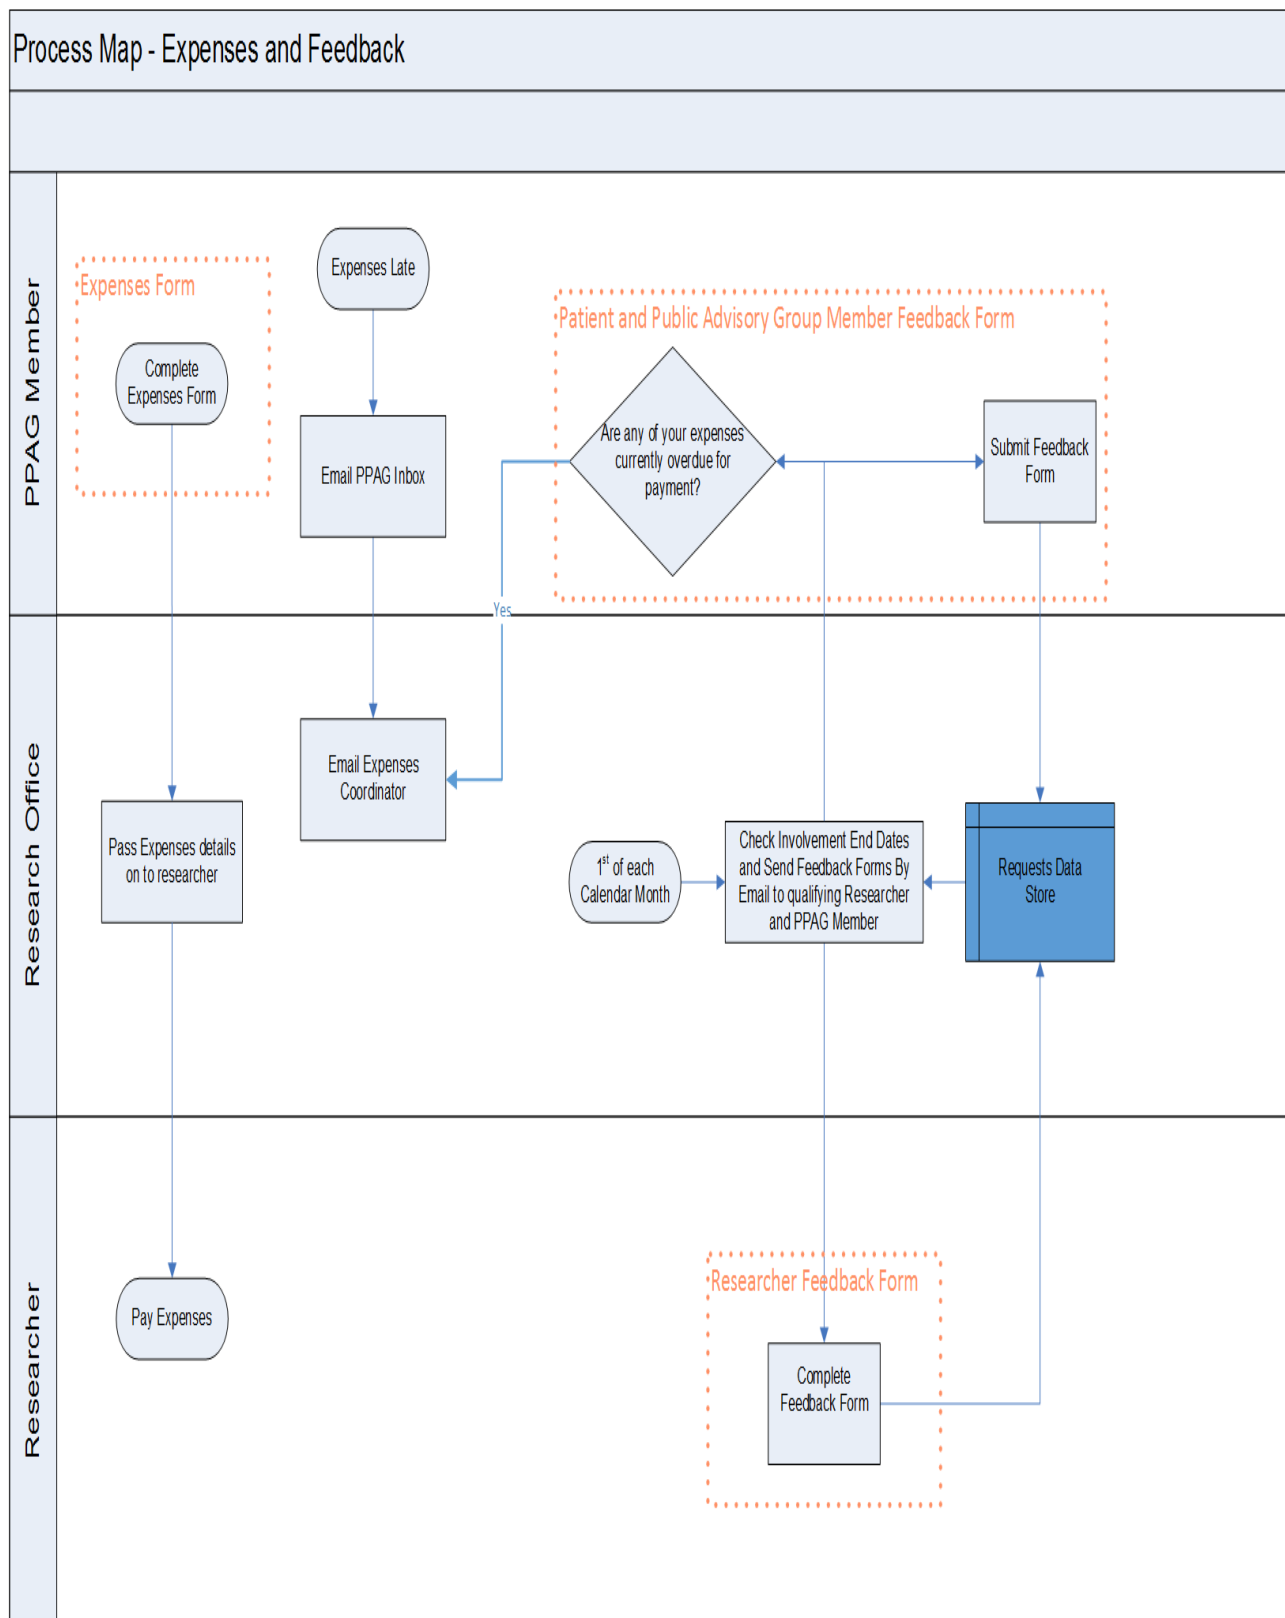 Process Map - Expenses and Feedback
PPAG Member
Expenses Form
Complete
Expenses Form
Expenses Late
Email PPAG Inbox
Patient and Public Advisory Group Member Feedback Form
Are any of your expenses
currently overdue for
payment?
Submit Feedback
Form
Yes
Research Office
Pass Expenses details
on to researcher
Email Expenses
Coordinator
1st of each
Calendar Month
Check Involvement End Dates
and Send Feedback Forms By
Email to qualifying Researcher
and PPAG Member
Requests Data
Store
Researcher
Pay Expenses
Researcher Feedback Form
Complete
Feedback Form